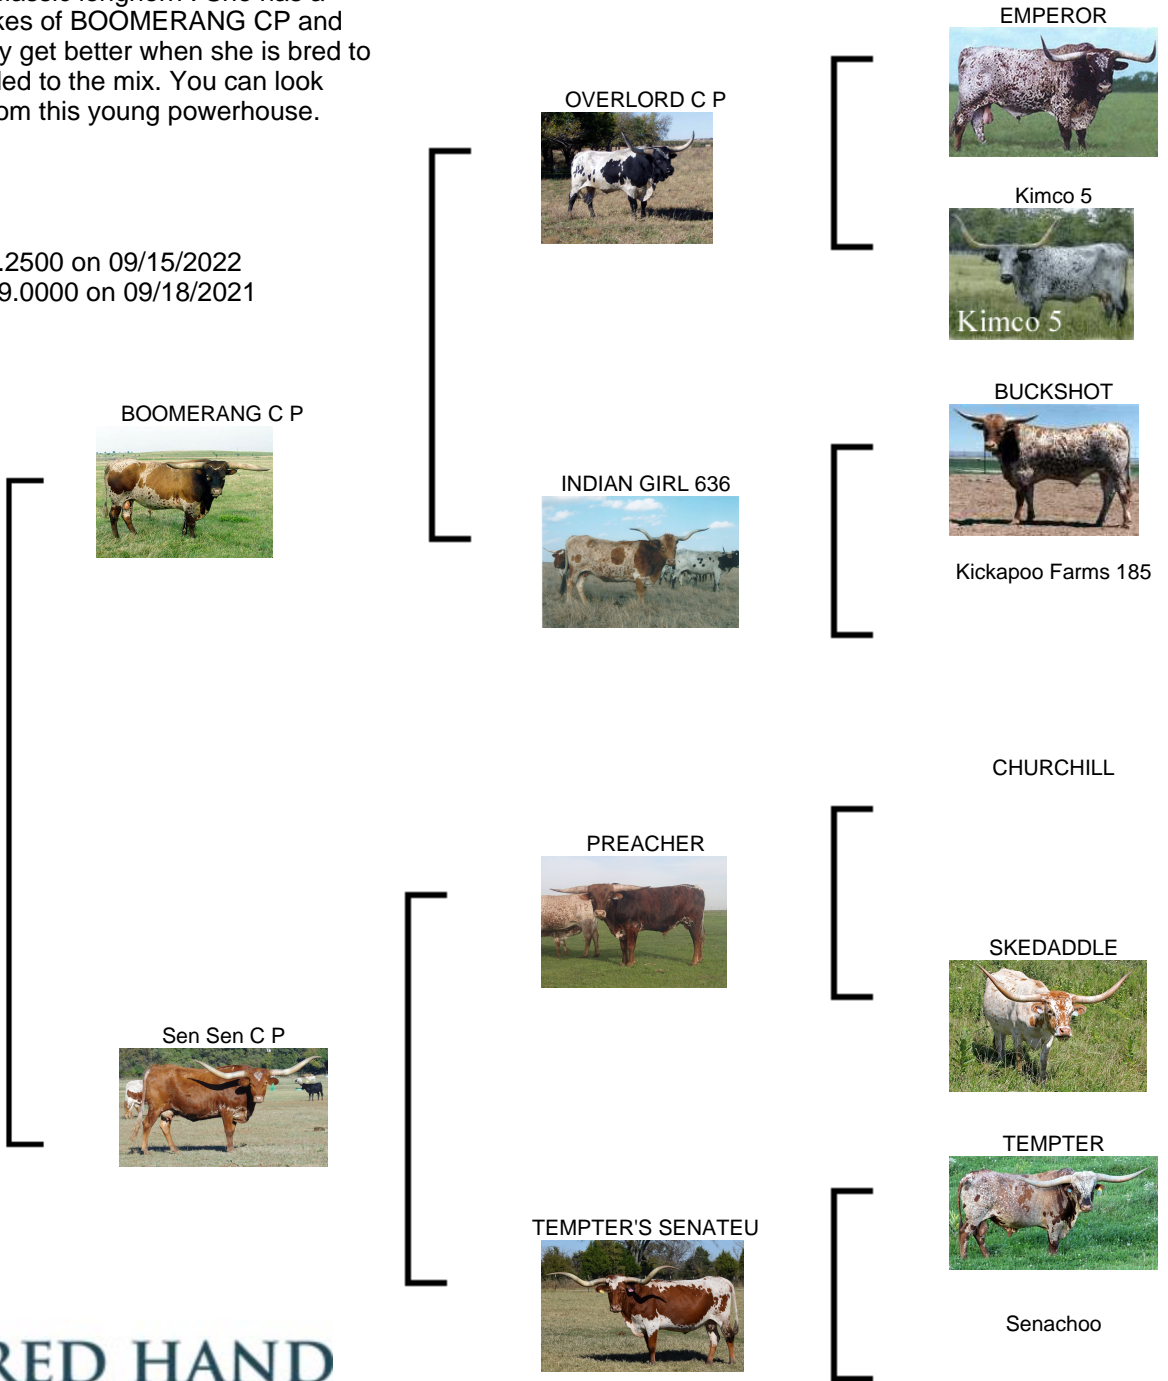 kes of BOOMERANG CP and
y get better when she is bred to
led to the mix. You can look
om this young powerhouse.
.2500 on 09/15/2022
9.0000 on 09/18/2021
BOOMERANG C P
Sen Sen C P
OVERLORD C P
INDIAN GIRL 636
PREACHER
TEMPTER'S SENATEU
EMPEROR
Kimco 5
Kimco 5
BUCKSHOT
Kickapoo Farms 185
CHURCHILL
SKEDADDLE
TEMPTER
Senachoo
RED HAND